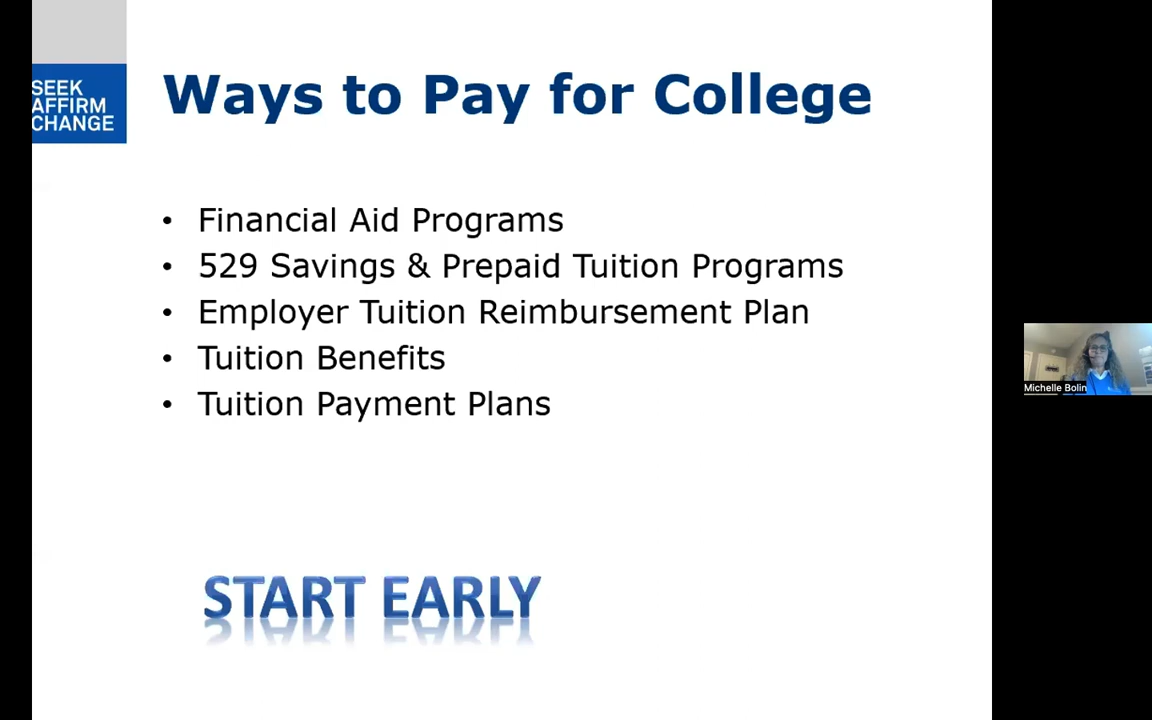 SEEK
AFFIRM
CHANGE
Ways to Pay for College
• Financial Aid Programs
• 529 Savings & Prepaid Tuition Programs
• Employer Tuition Reimbursement Plan
• Tuition Benefits
• Tuition Payment Plans
START EARLY
Michelle Bolin